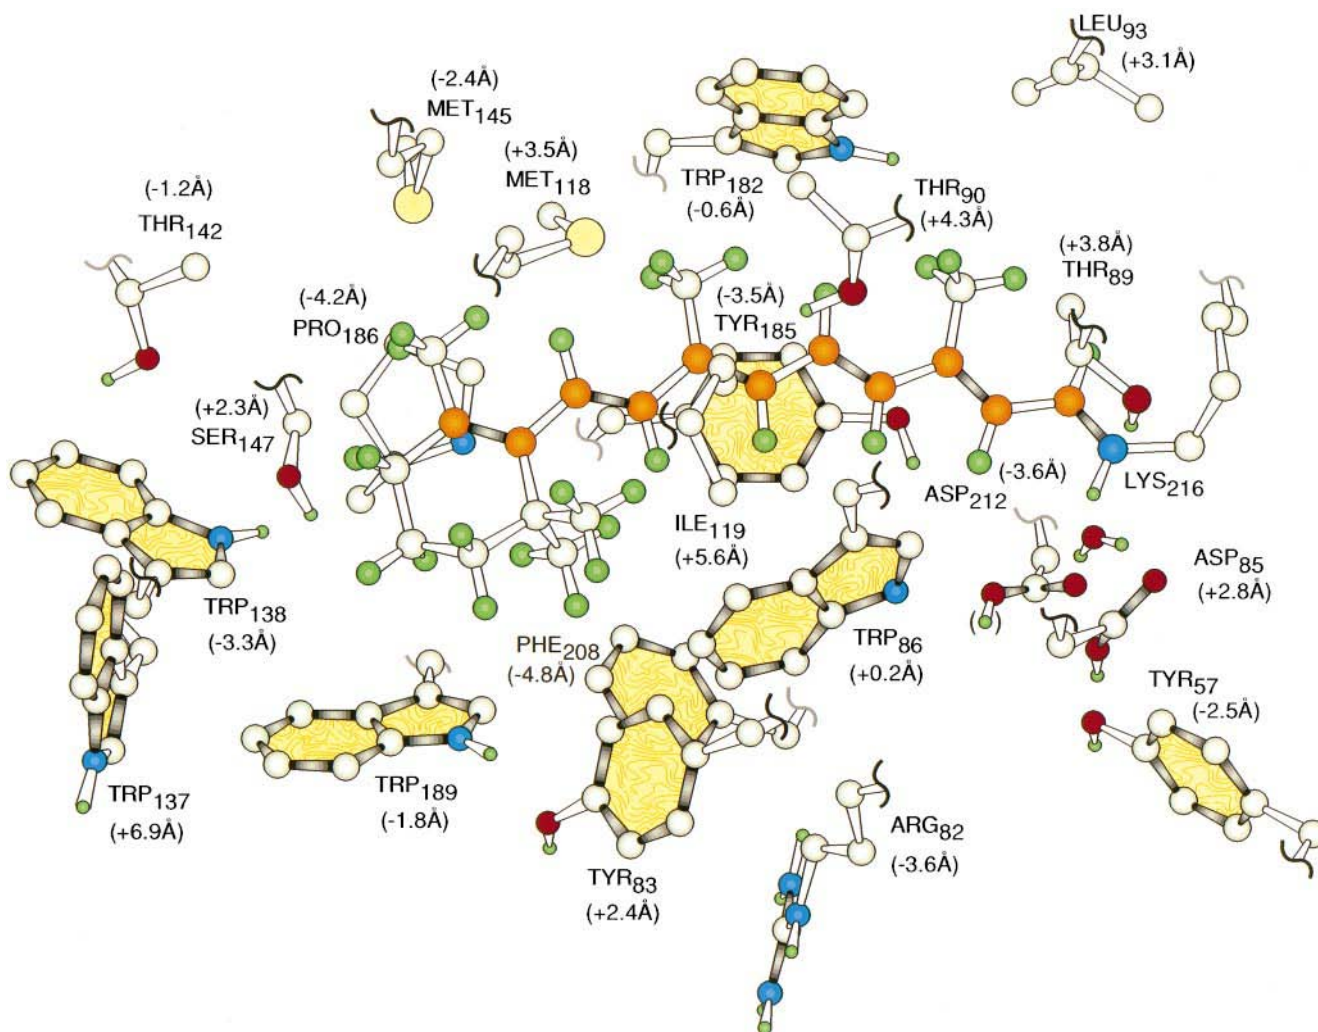 LEU93
(+3.1Å)
(-2.4Å)
MET145
(+3.5Å)
MET118
TRP182
(-0.6Å)
THR90
(+4.3Å)
(-1.2Å)
THR142
(+3.8Å)
THR89
(-4.2Å)
PRO186
(-3.5Å)
TYR185
(+2.3Å)
SER147
(-3.6Å)
ASP212
LYS216
ILE119
(+5.6Å)
ASP85
(+2.8Å)
TRP138
(-3.3Å)
PHE208
(-4.8Å)
TRP86
(+0.2Å)
( )
TYR57
(-2.5Å)
TRP137
(+6.9Å)
TRP189
(-1.8Å)
ARG82
(-3.6Å)
TYR83
(+2.4Å)